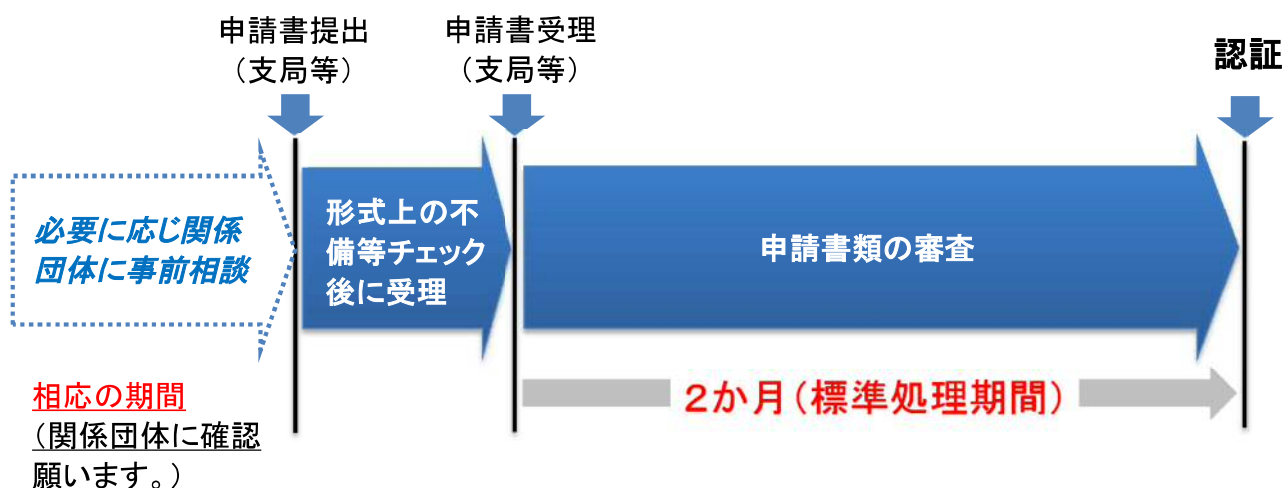 申請書提出
（支局等）
申請書受理
（支局等）
認証
必要に応じ関係
団体に事前相談
形式上の不
備等チェック
後に受理
申請書類の審査
相応の期間
（関係団体に確認
願います。）
２か月（標準処理期間）